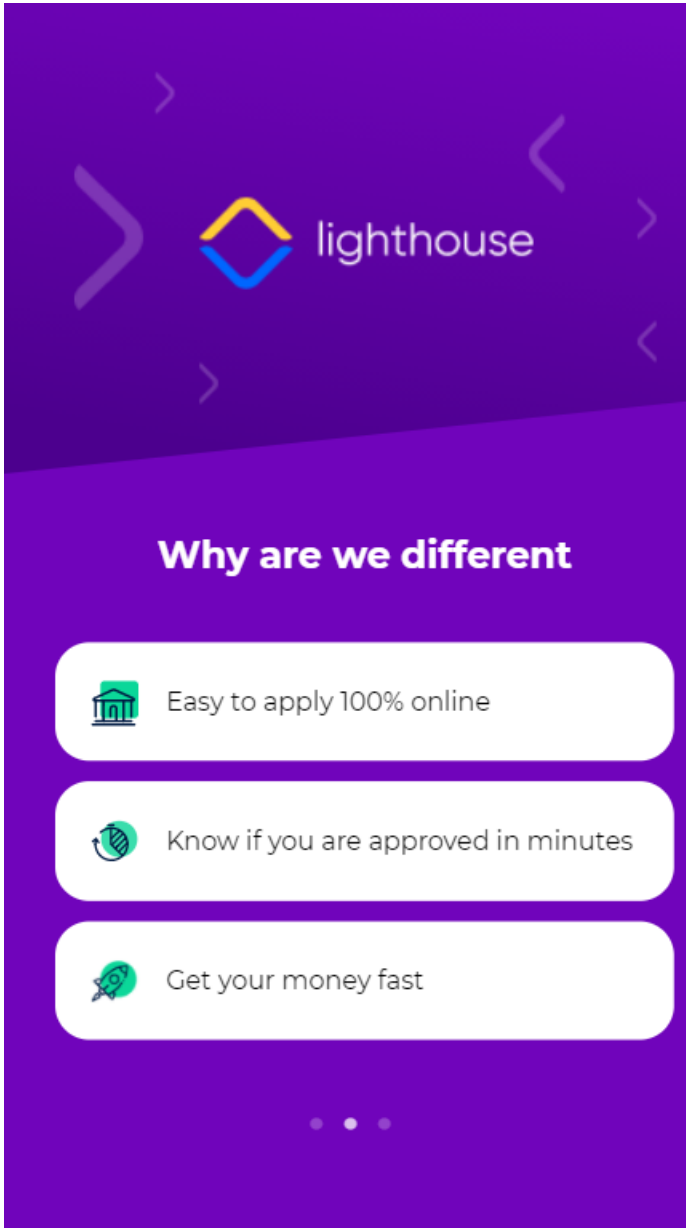 lighthouse
Why are we different
Easy to apply 100% online
Know if you are approved in minutes
Get your money fast